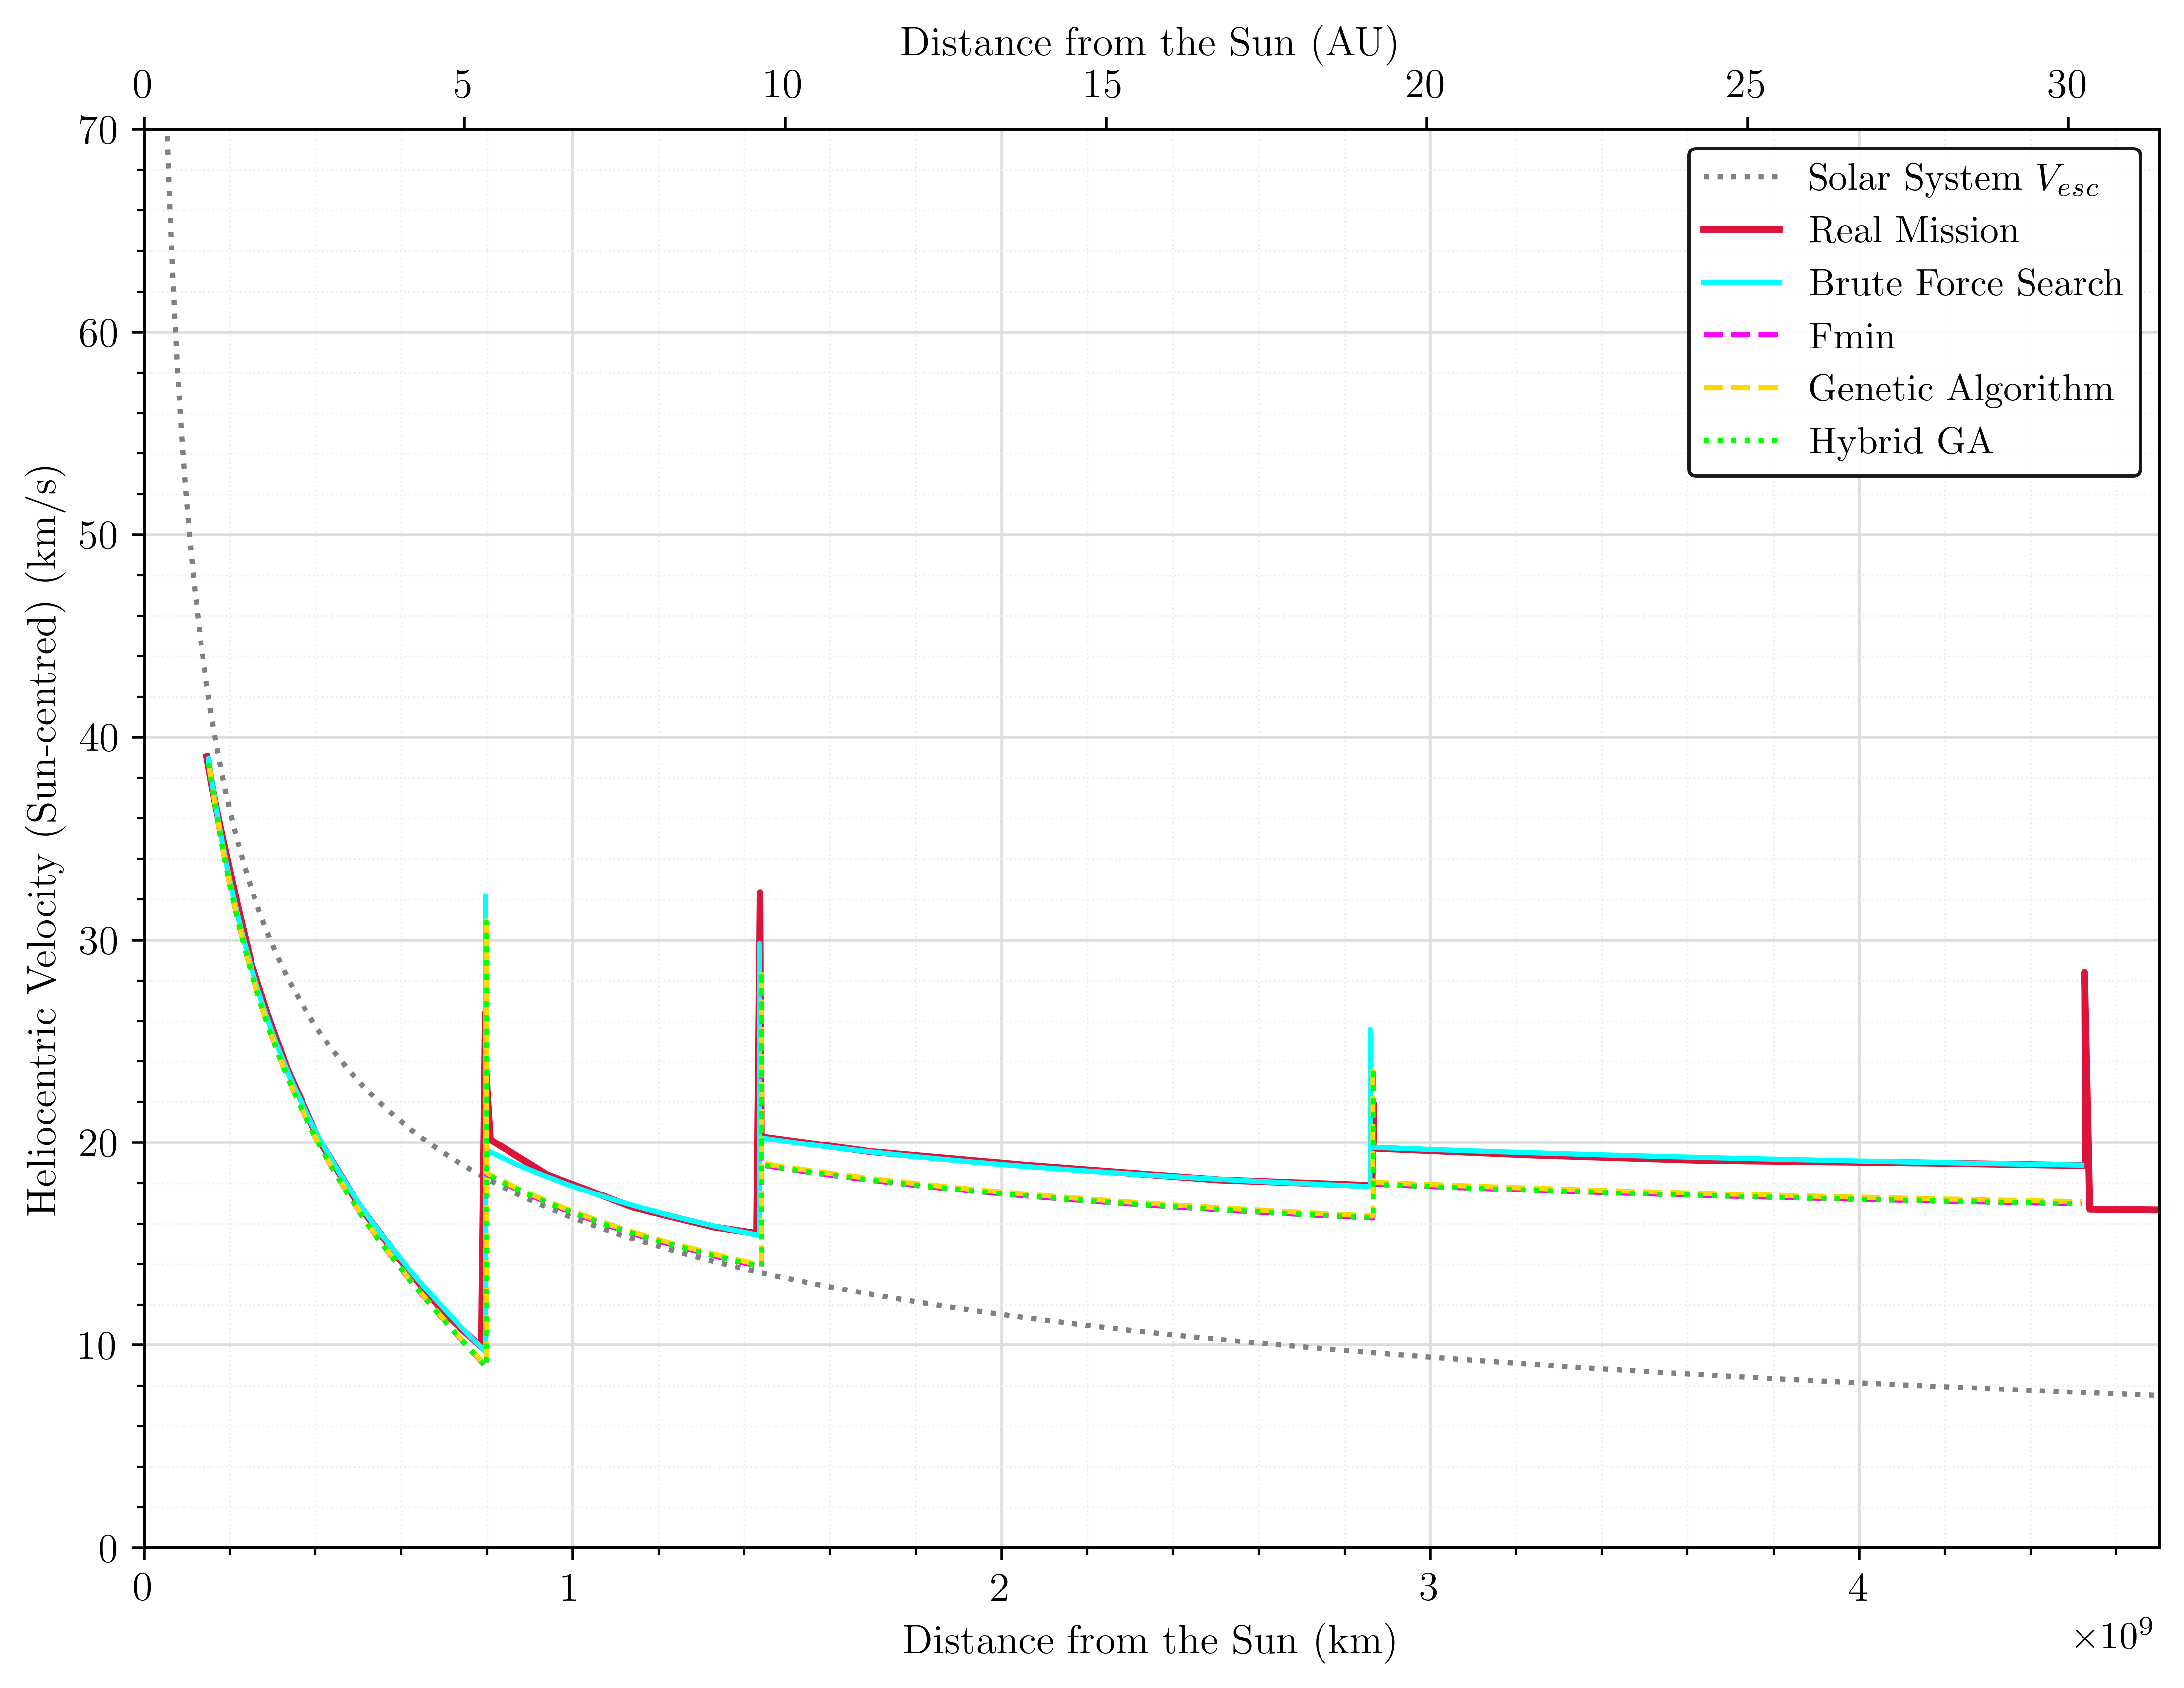 Distance from the Sun (AU)
0 5 10 15 20 25 30
70
60
50
40
30
20
10
0
Heliocentric Velocity (Sun-centred) (km/s)
Solar System V_esc
Real Mission
Brute Force Search
Fmin
Genetic Algorithm
Hybrid GA
0 1 2 3 4
×10⁹
Distance from the Sun (km)